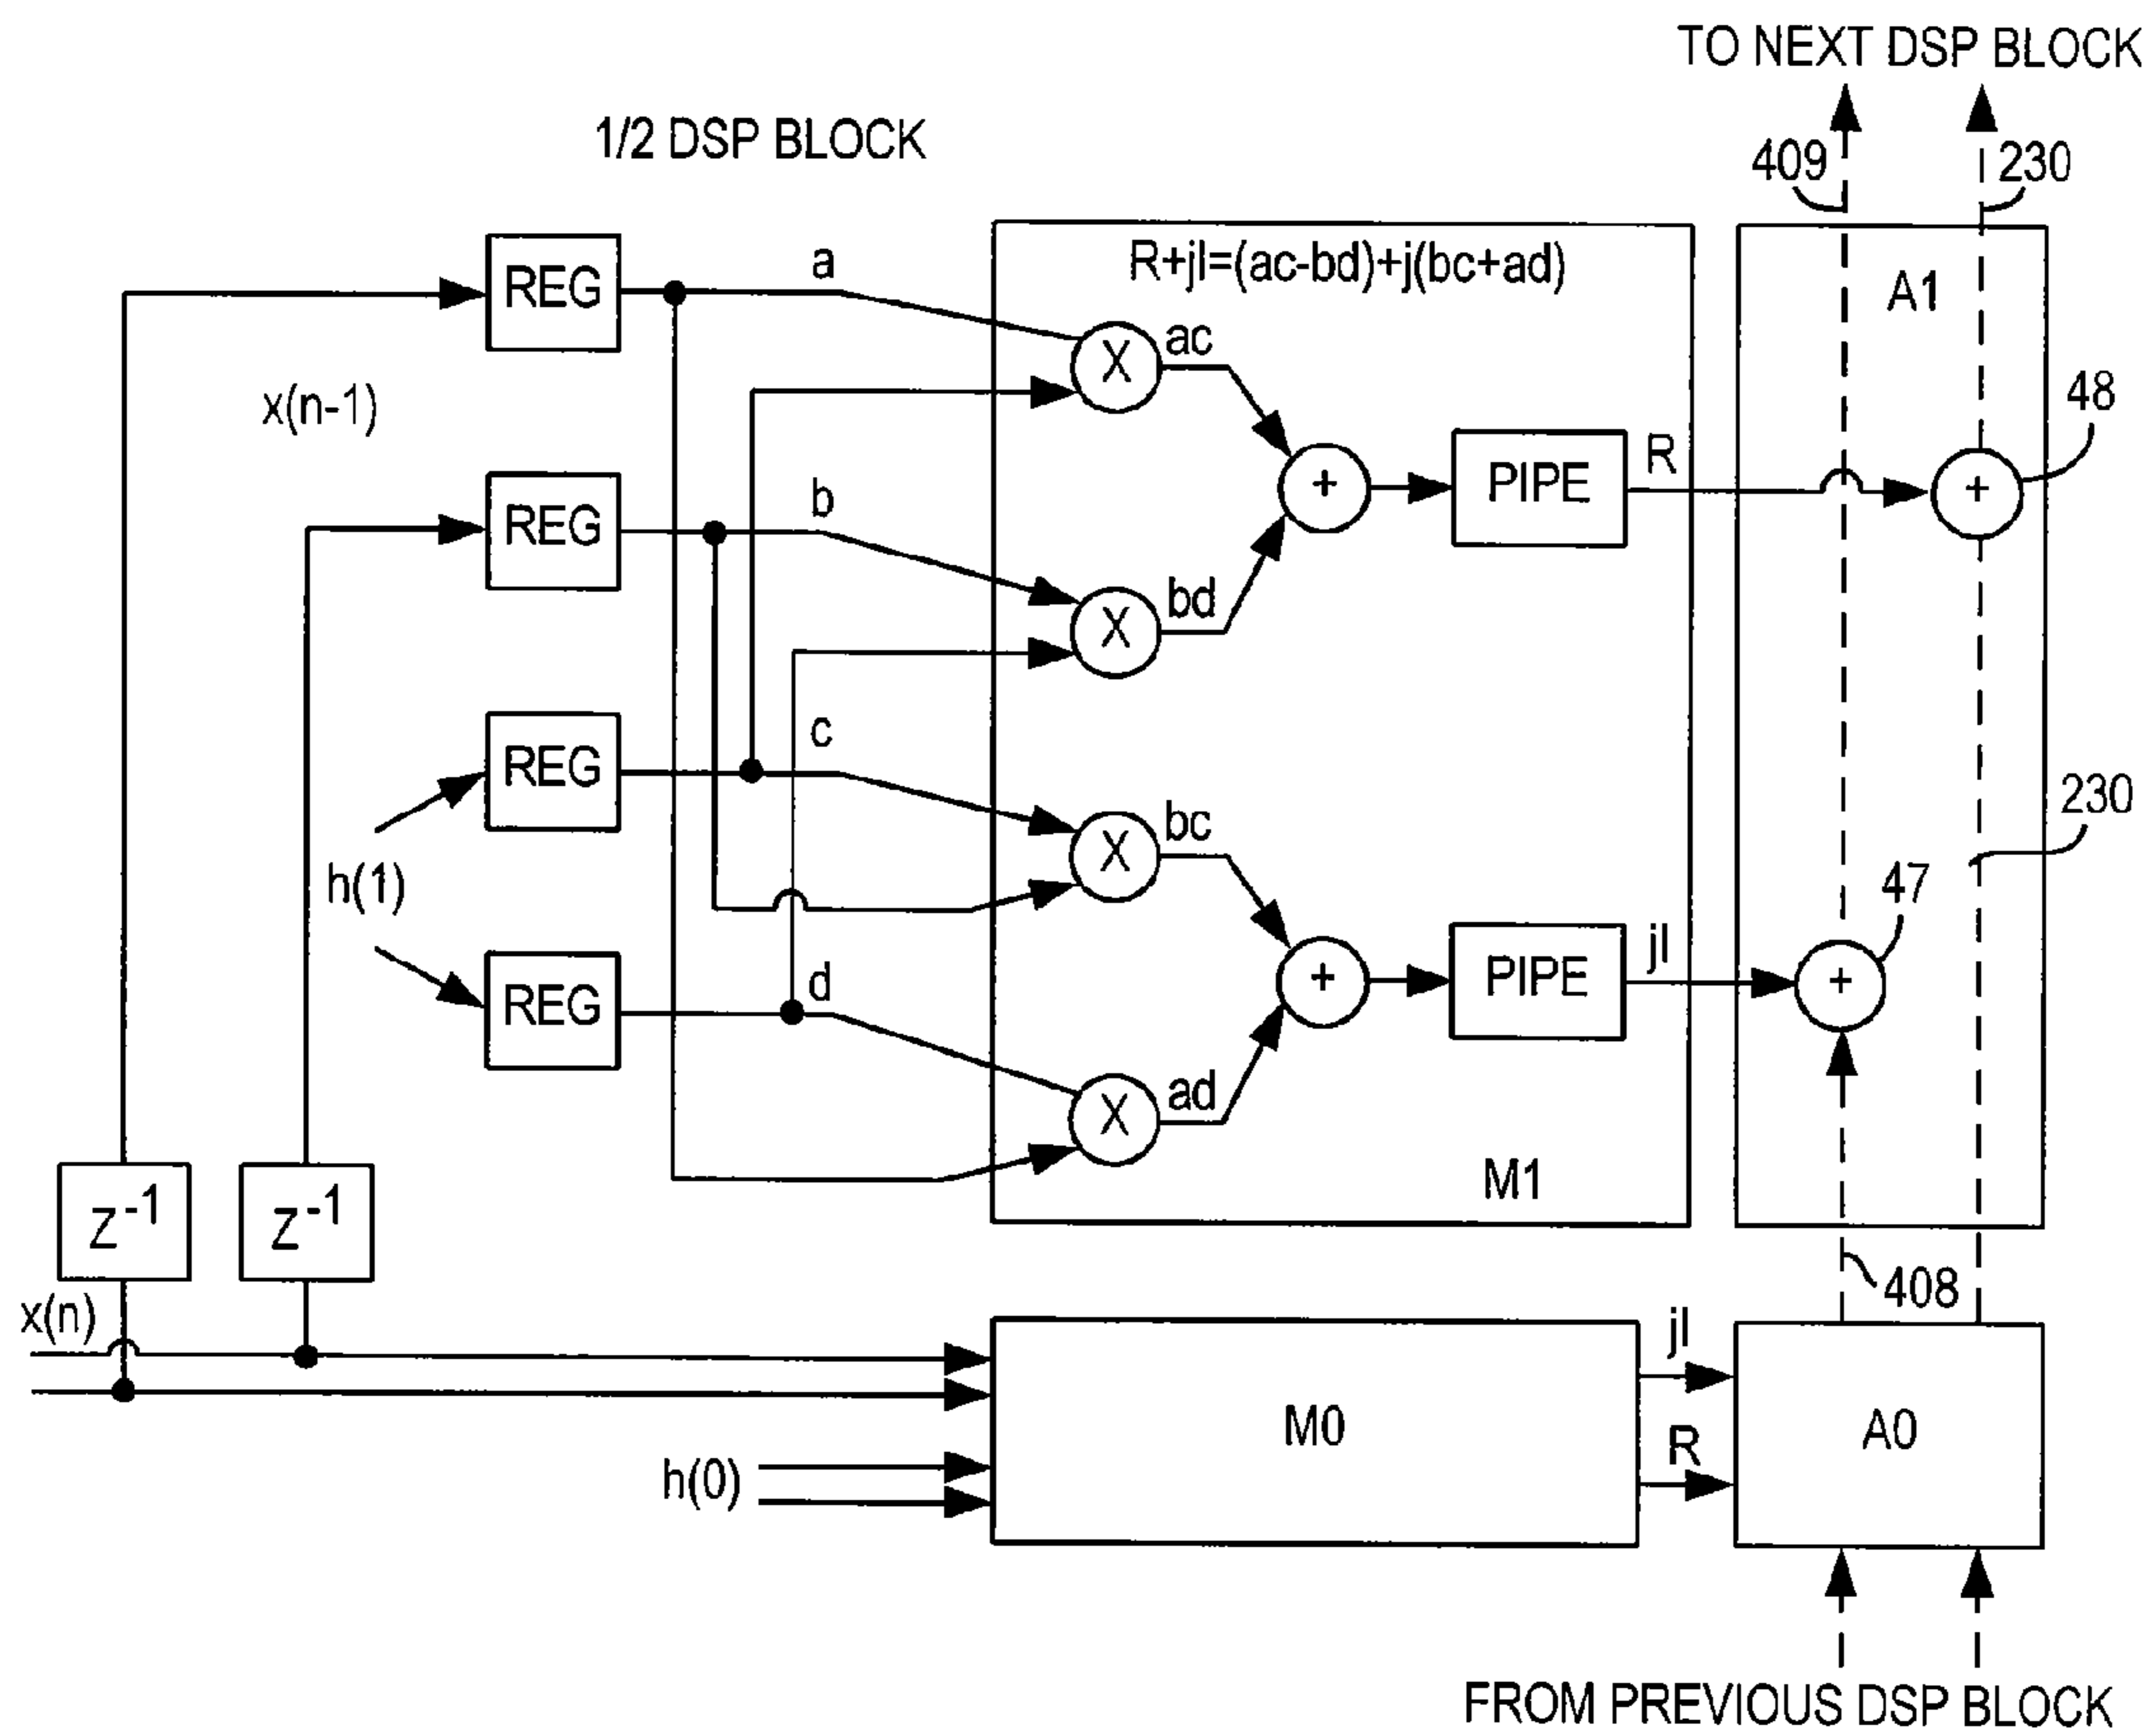 TO NEXT DSP BLOCK
1/2 DSP BLOCK
409
230
R+jI=(ac-bd)+j(bc+ad)
A1
REG
a
X
ac
48
x(n-1)
+
PIPE
R
+
REG
b
X
bd
230
REG
c
X
bc
47
h(1)
+
PIPE
jI
+
REG
d
X
ad
M1
Z-1
Z-1
408
x(n)
jI
M0
R
A0
h(0)
FROM PREVIOUS DSP BLOCK